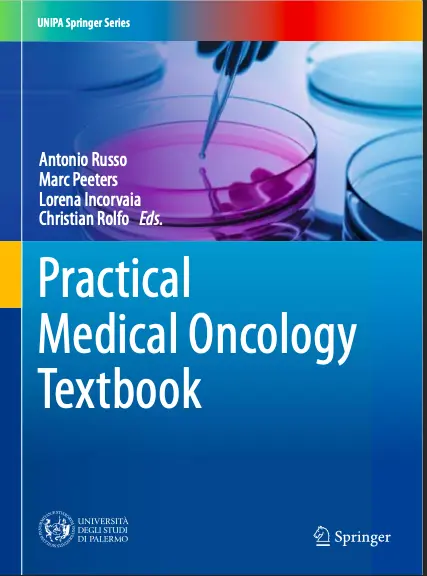 UNIPA Springer Series
Antonio Russo
Marc Peeters
Lorena Incorvaia
Christian Rolfo Eds.
Practical
Medical Oncology
Textbook
UNIVERSITÀ
DEGLI STUDI
DI PALERMO
Springer